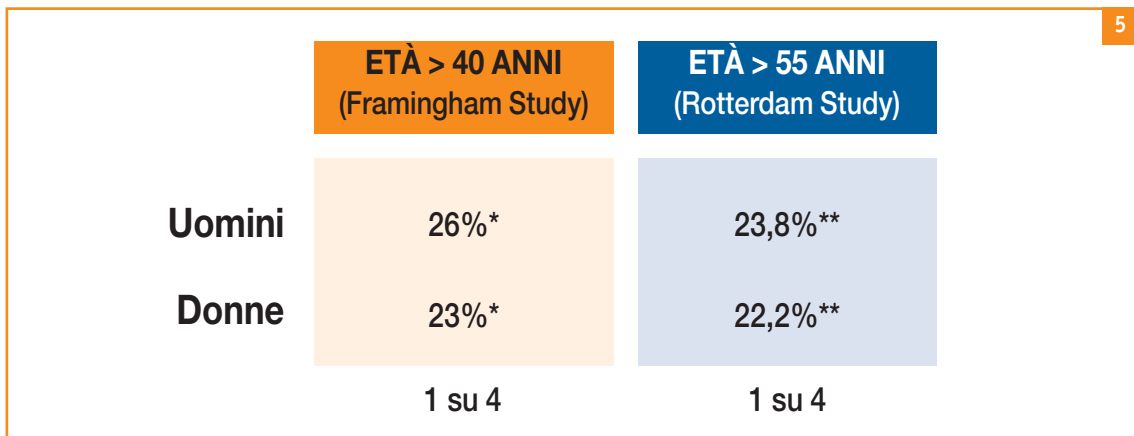 5
ETÀ > 40 ANNI
(Framingham Study)
ETÀ > 55 ANNI
(Rotterdam Study)
Uomini 26%* 23,8%**
Donne 23%* 22,2%**
1 su 4 1 su 4